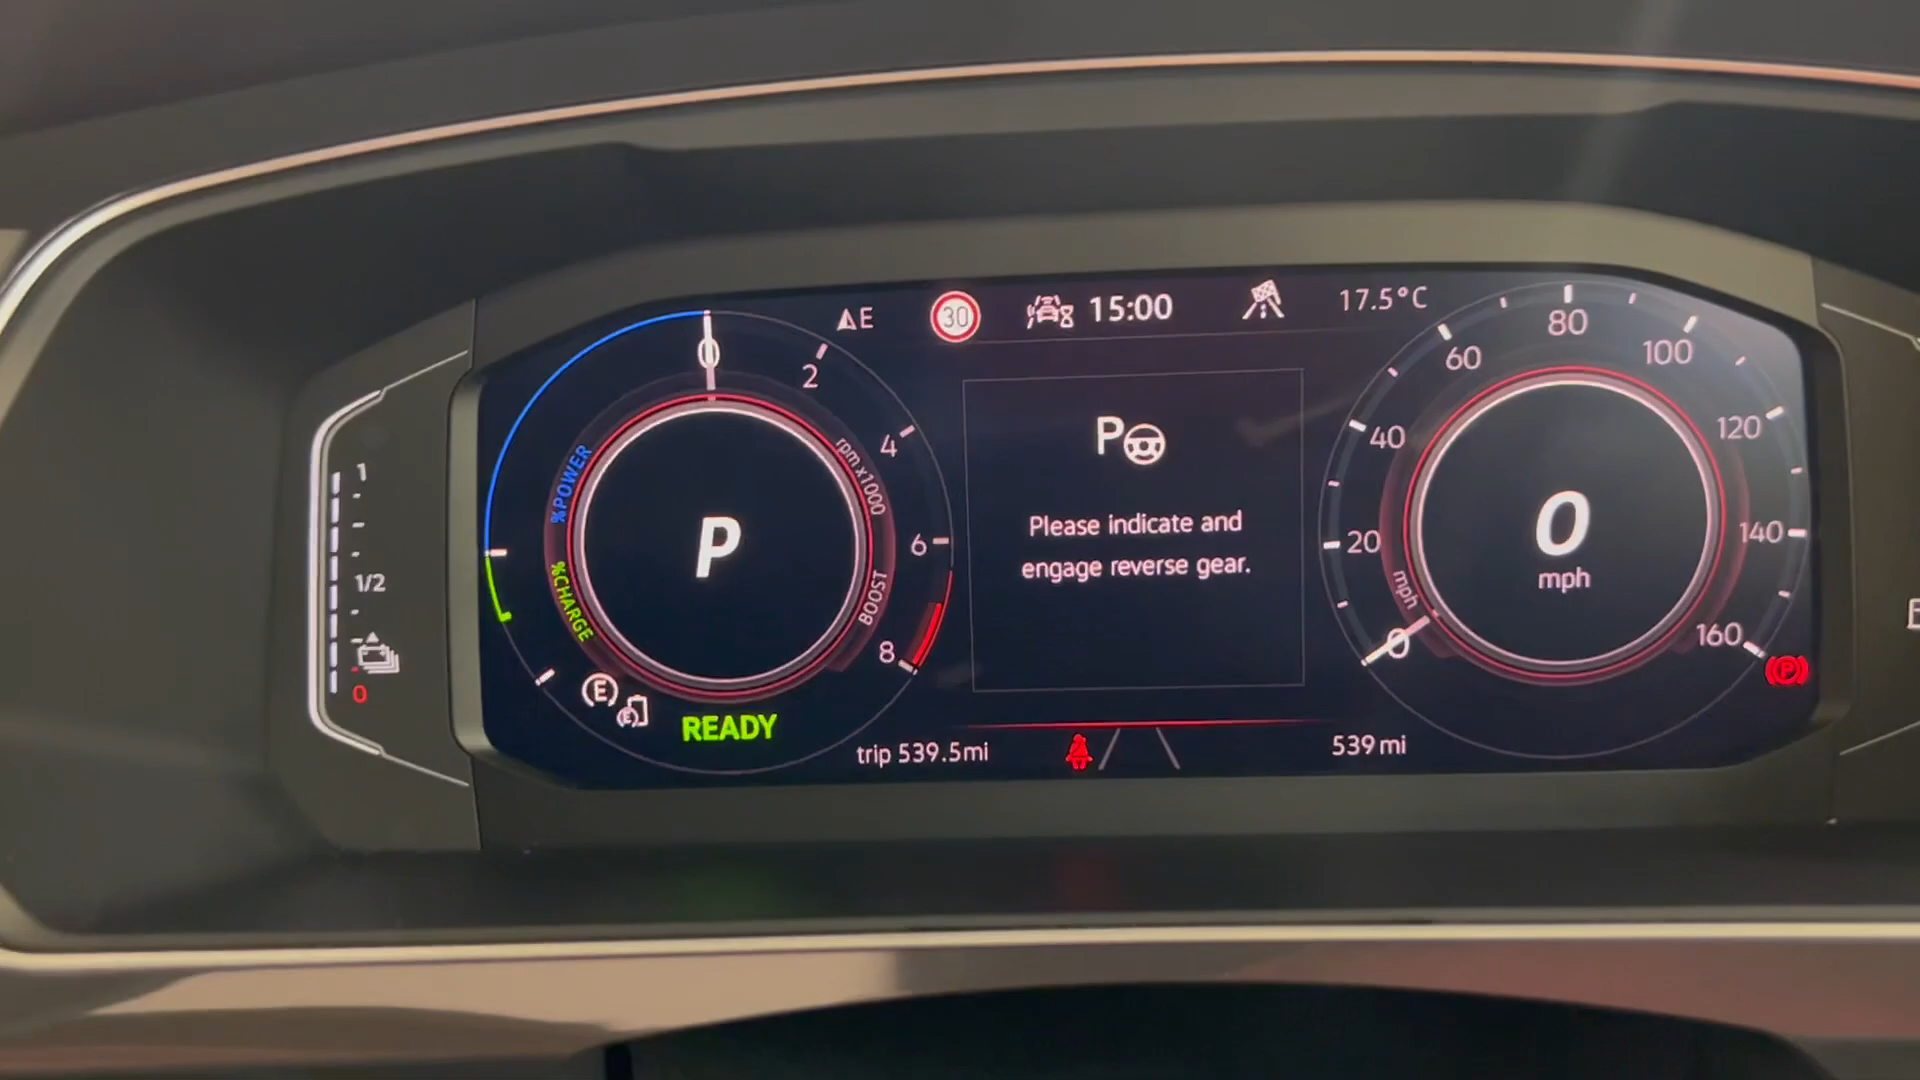 E
30
15:00
17.5°C
0
2
4
6
8
rpm x1000
%POWER
%CHARGE
BOOST
P
E
E
READY
1
1/2
0
P
Please indicate and
engage reverse gear.
trip 539.5mi
539 mi
0
20
40
60
80
100
120
140
160
mph
0
mph
P